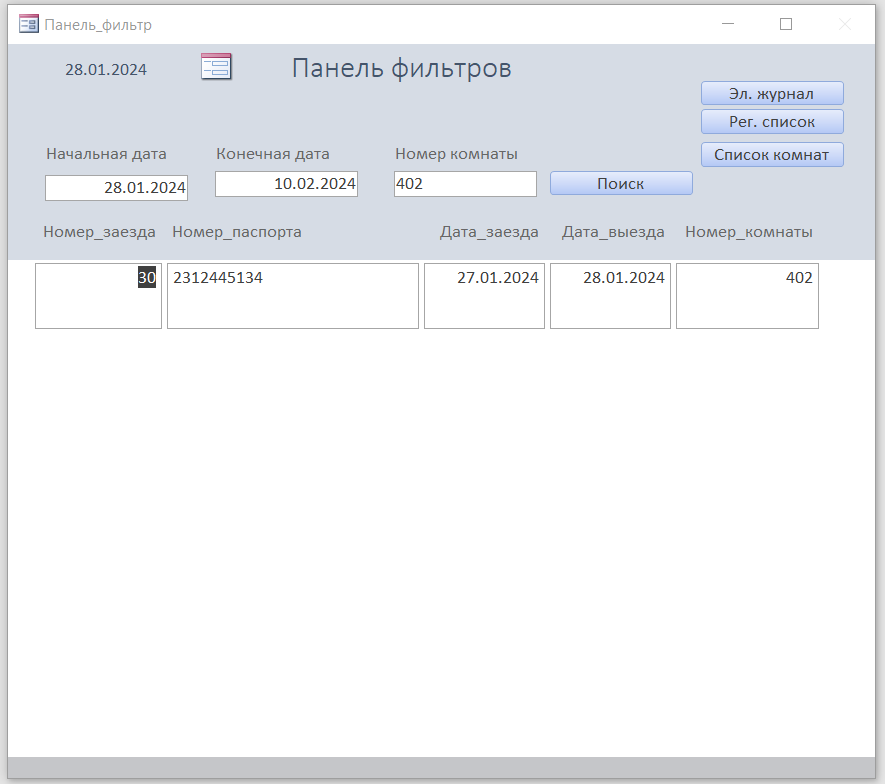 Панель_фильтр
28.01.2024
Панель фильтров
Эл. журнал
Рег. список
Список комнат
Начальная дата Конечная дата Номер комнаты
28.01.2024 10.02.2024 402 Поиск
Номер_заезда Номер_паспорта Дата_заезда Дата_выезда Номер_комнаты
30 2312445134 27.01.2024 28.01.2024 402